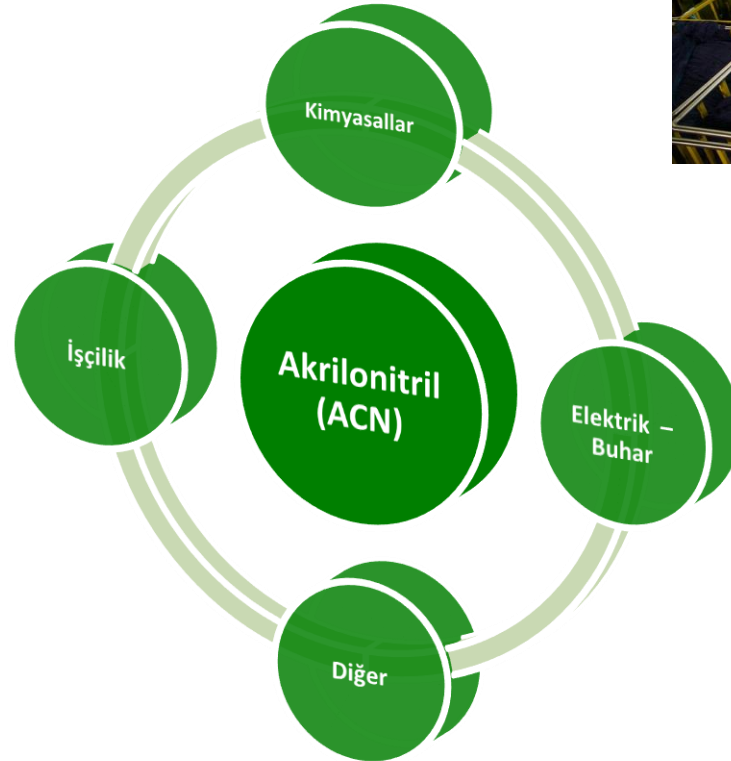 Kimyasallar
İşçilik
Akrilonitril
(ACN)
Elektrik –
Buhar
Diğer